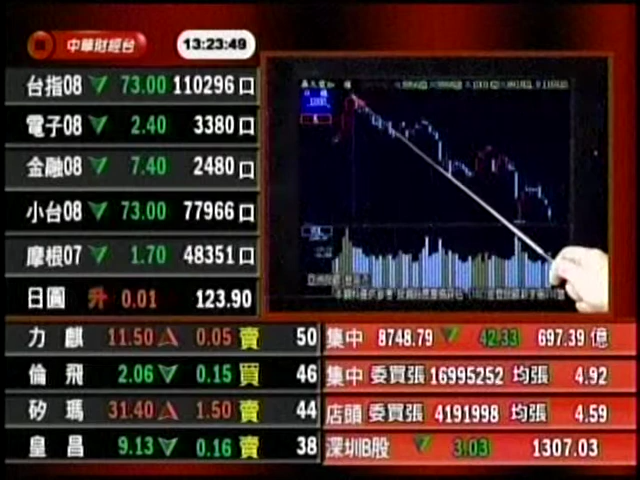 中華財經台
13:23:49
台指08 73.00 110296口
電子08 2.40 3380口
金融08 7.40 2480口
小台08 73.00 77966口
摩根07 1.70 48351口
日圓 升 0.01 123.90
力麒 11.50 0.05 賣 50
倫飛 2.06 0.15 買 46
矽瑪 31.40 1.50 賣 44
皇昌 9.13 0.16 賣 38
集中 8748.79 42.33 697.39億
集中 委買張 16995252 均張 4.92
店頭 委買張 4191998 均張 4.59
深圳B股 3.03 1307.03